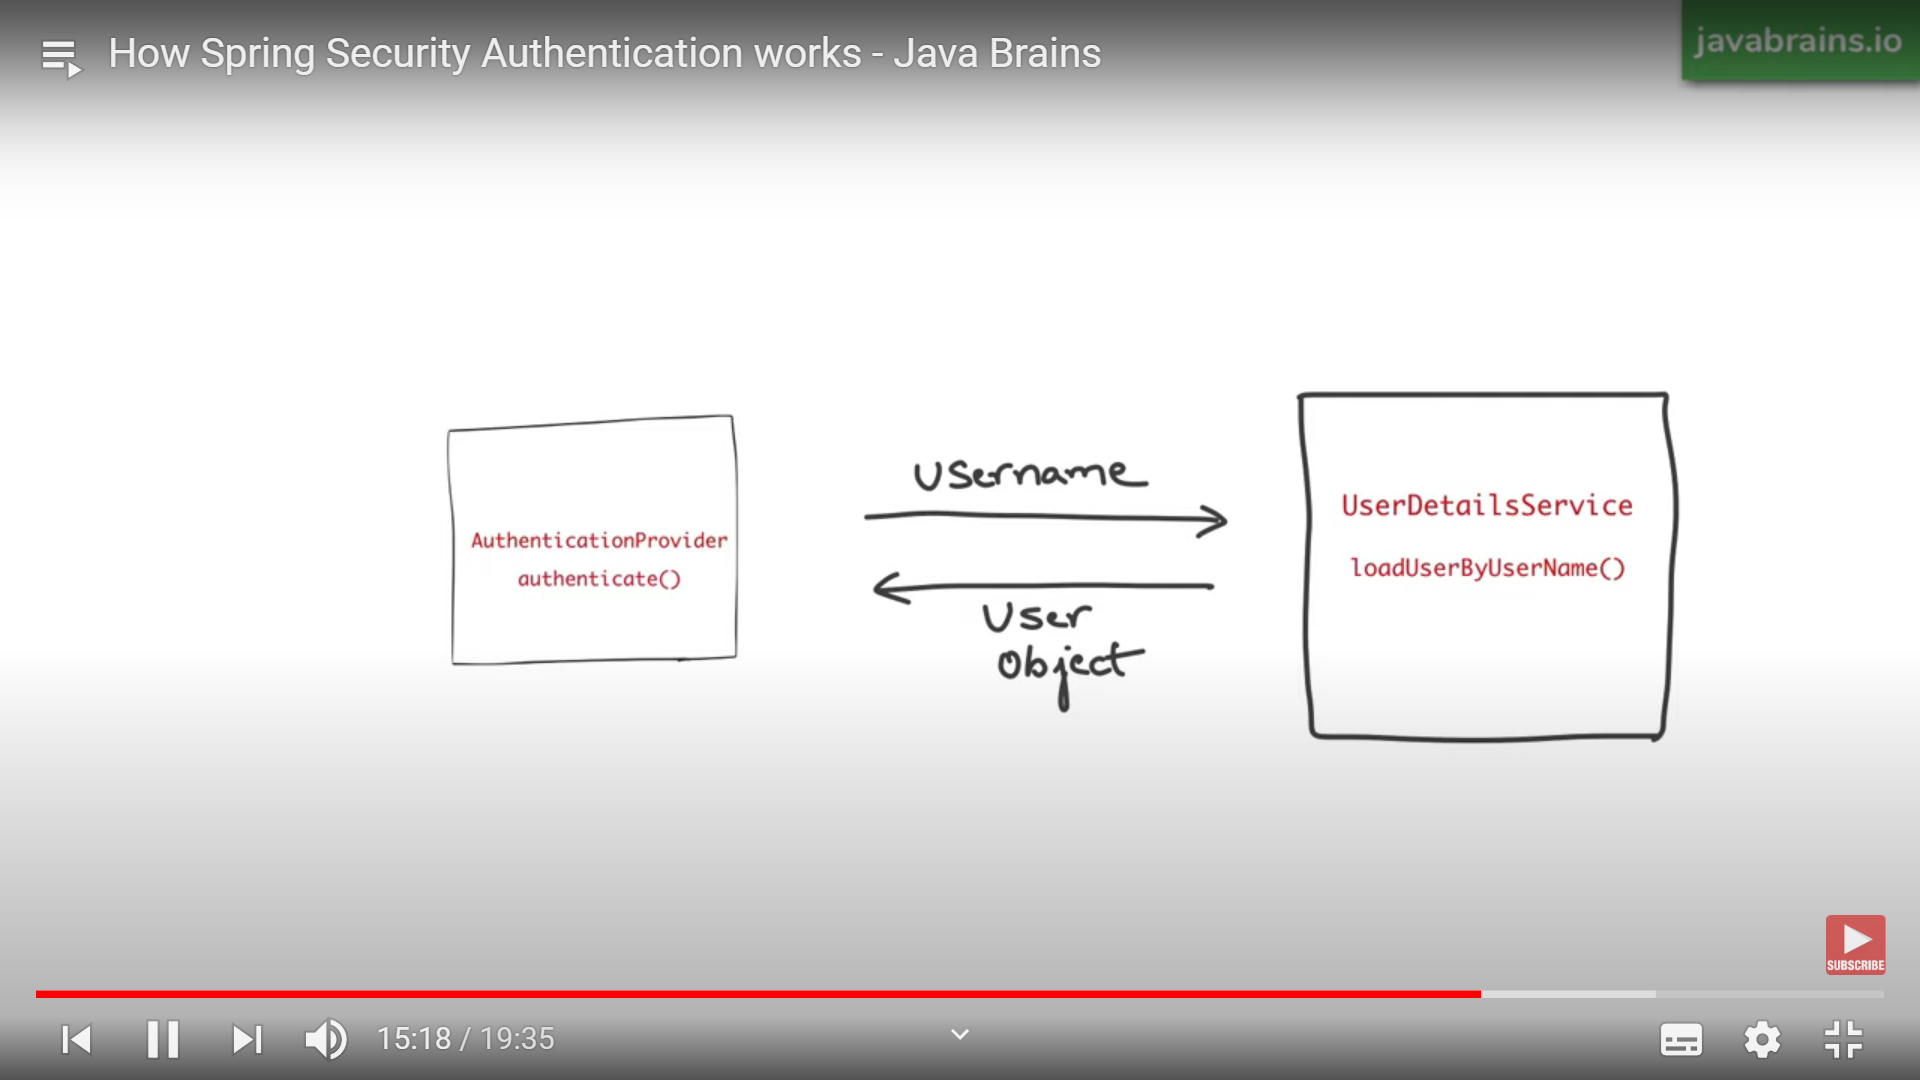 How Spring Security Authentication works - Java Brains
javabrains.io
Username
UserDetailsService
AuthenticationProvider
loadUserByUserName()
authenticate()
User
Object
SUBSCRIBE
15:18 / 19:35